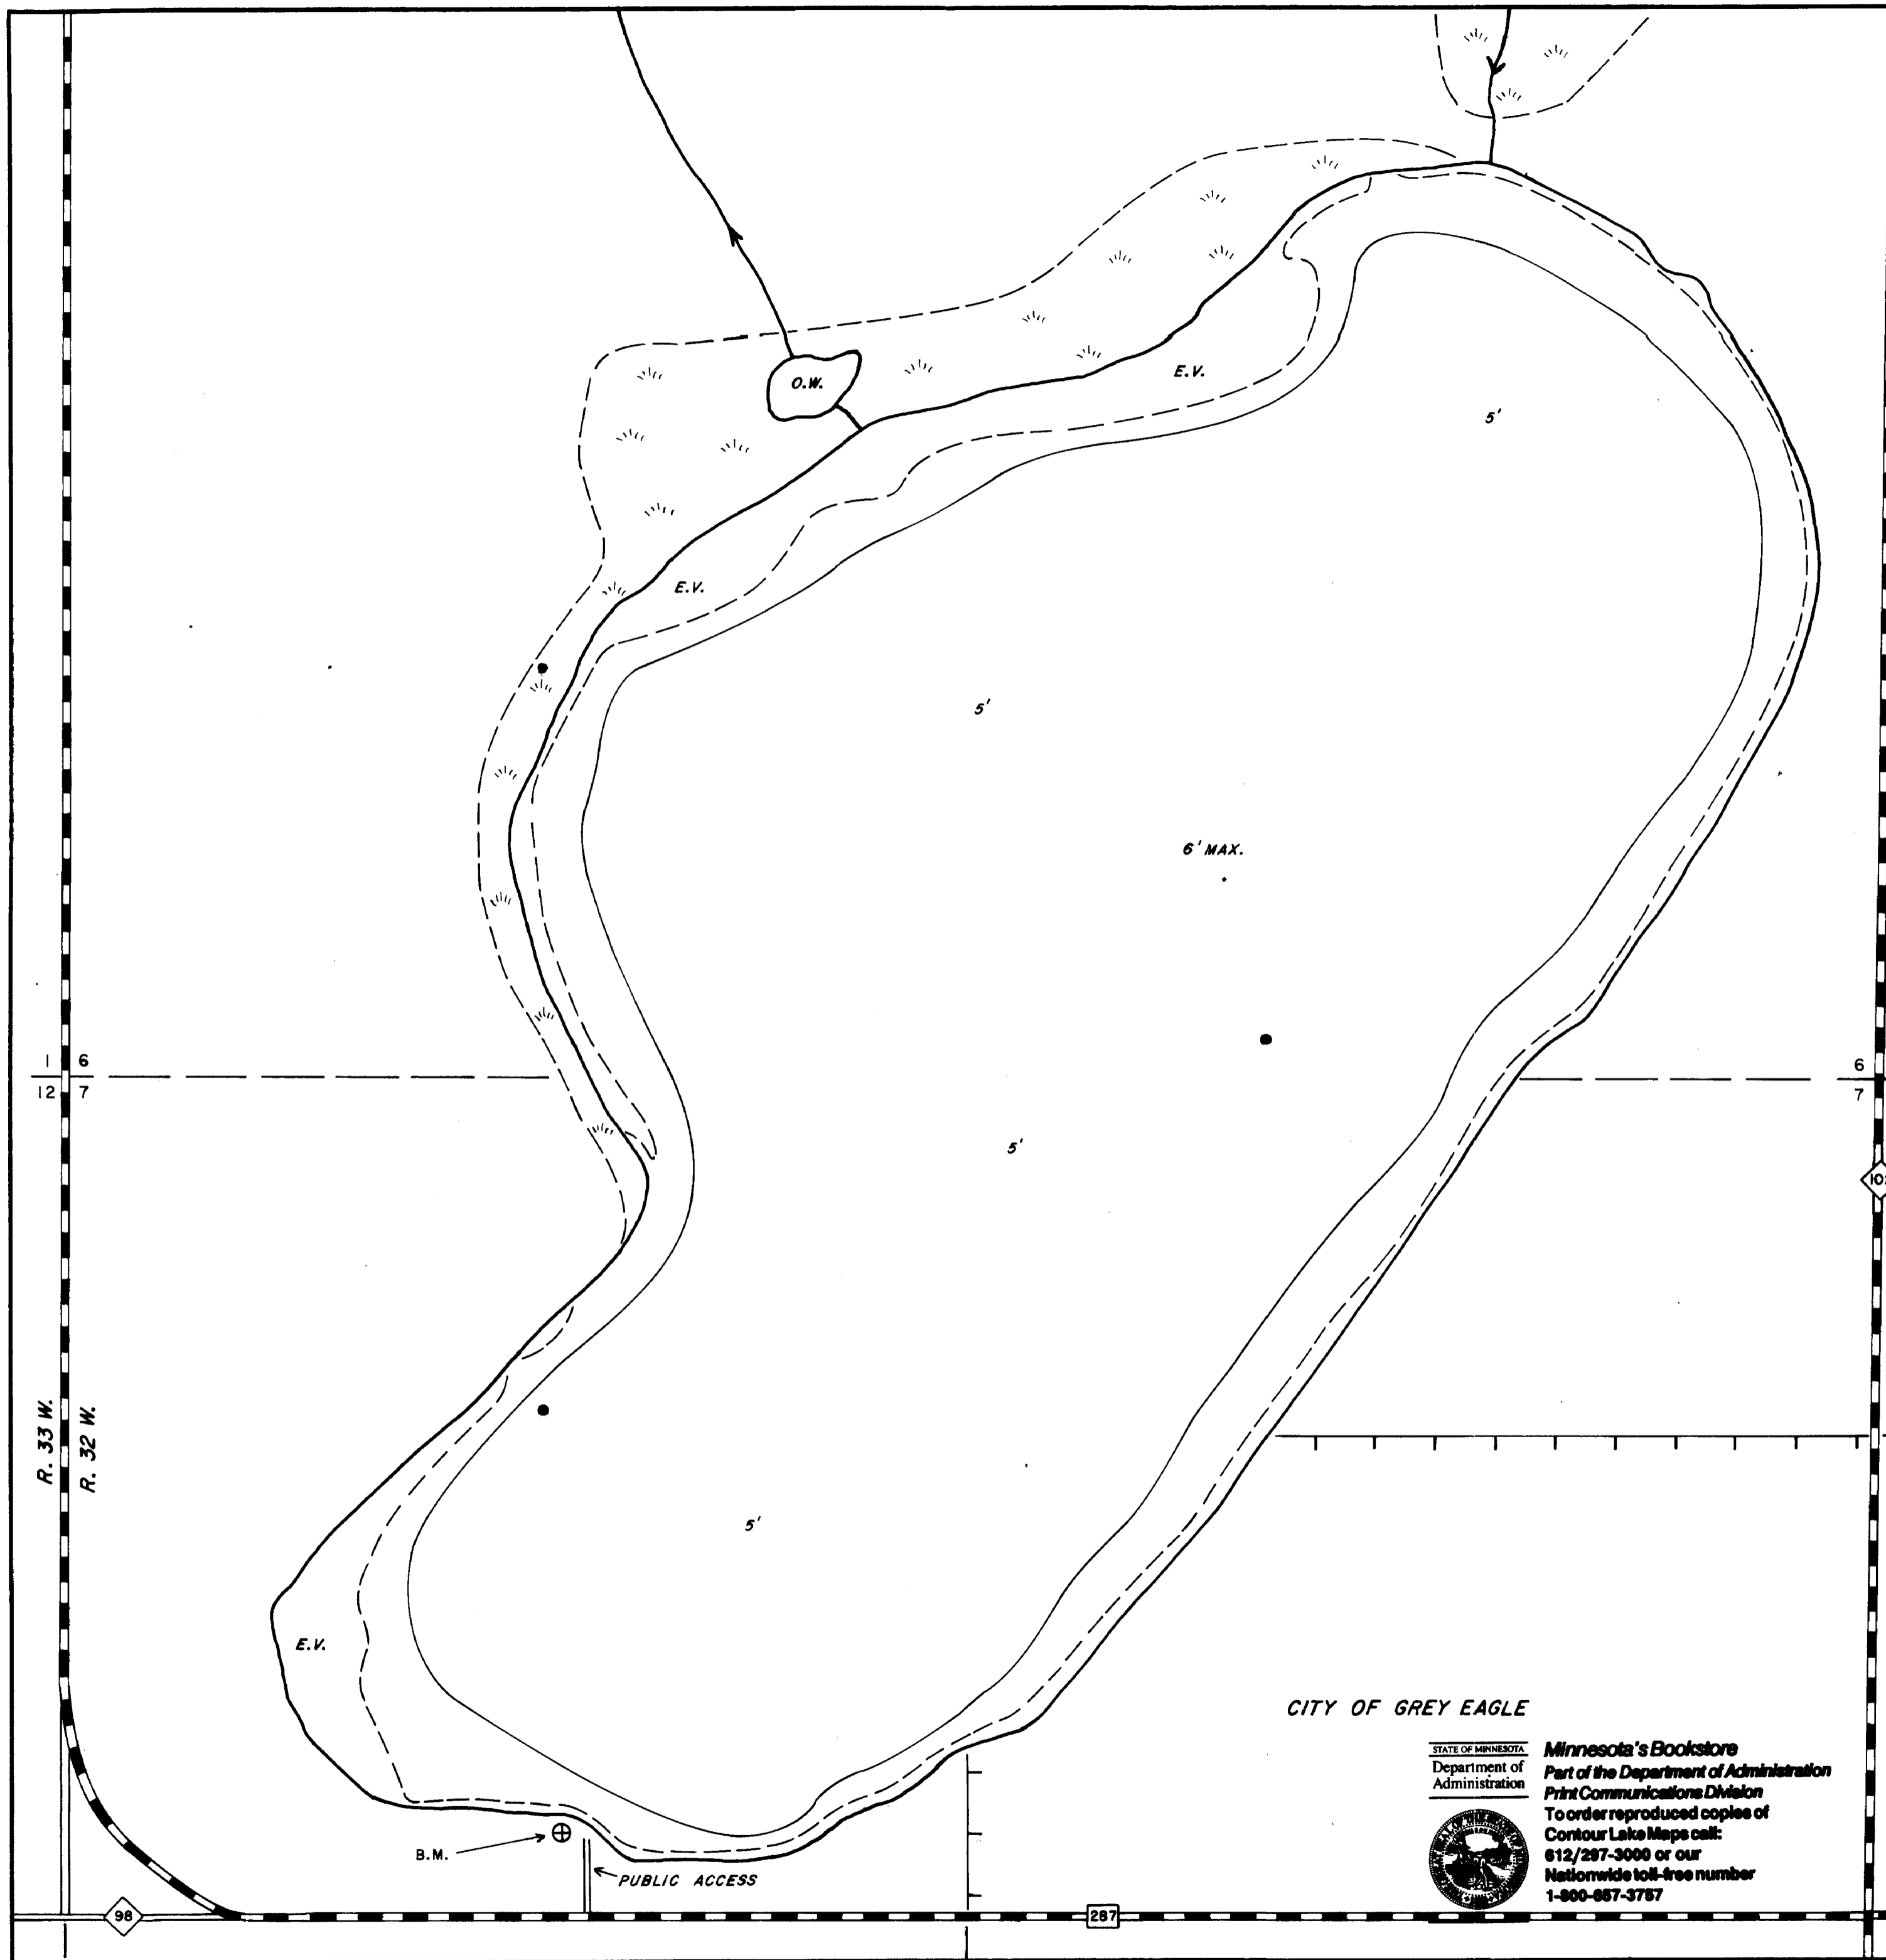 O.W.
E.V.
5'
E.V.
5'
6' MAX.
1 6
12 7
6
7
5'
R. 33 W.
R. 32 W.
5'
E.V.
CITY OF GREY EAGLE
STATE OF MINNESOTA
Department of
Administration
Minnesota's Bookstore
Part of the Department of Administration
Print Communications Division
To order reproduced copies of
Contour Lake Maps call:
612/297-3000 or our
Nationwide toll-free number
1-800-657-3757
B.M.
PUBLIC ACCESS
98
287